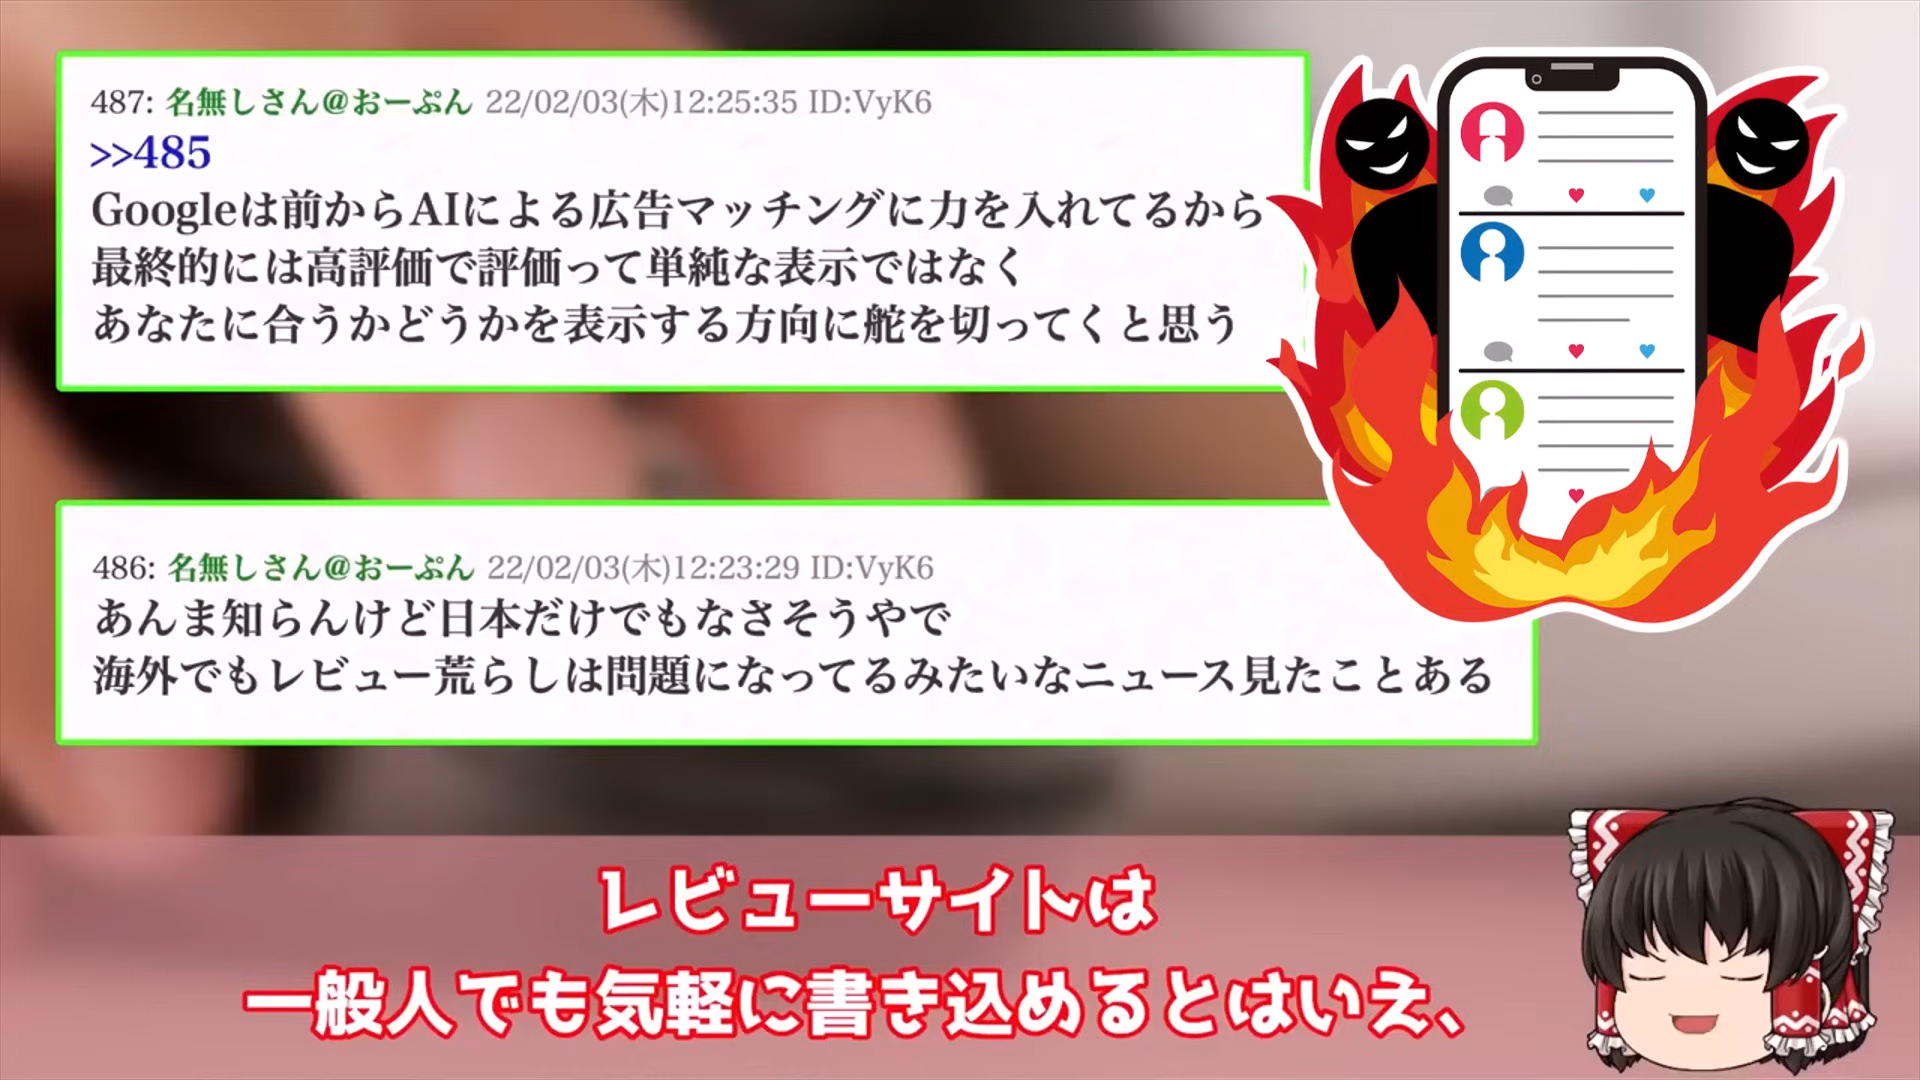 487: 名無しさん@おーぷん 22/02/03(木)12:25:35 ID:VyK6
>>485
Googleは前からAIによる広告マッチングに力を入れてるから
最終的には高評価で評価って単純な表示ではなく
あなたに合うかどうかを表示する方向に舵を切ってくと思う
486: 名無しさん@おーぷん 22/02/03(木)12:23:29 ID:VyK6
あんま知らんけど日本だけでもなさそうやで
海外でもレビュー荒らしは問題になってるみたいなニュース見たことある
レビューサイトは
一般人でも気軽に書き込めるとはいえ、